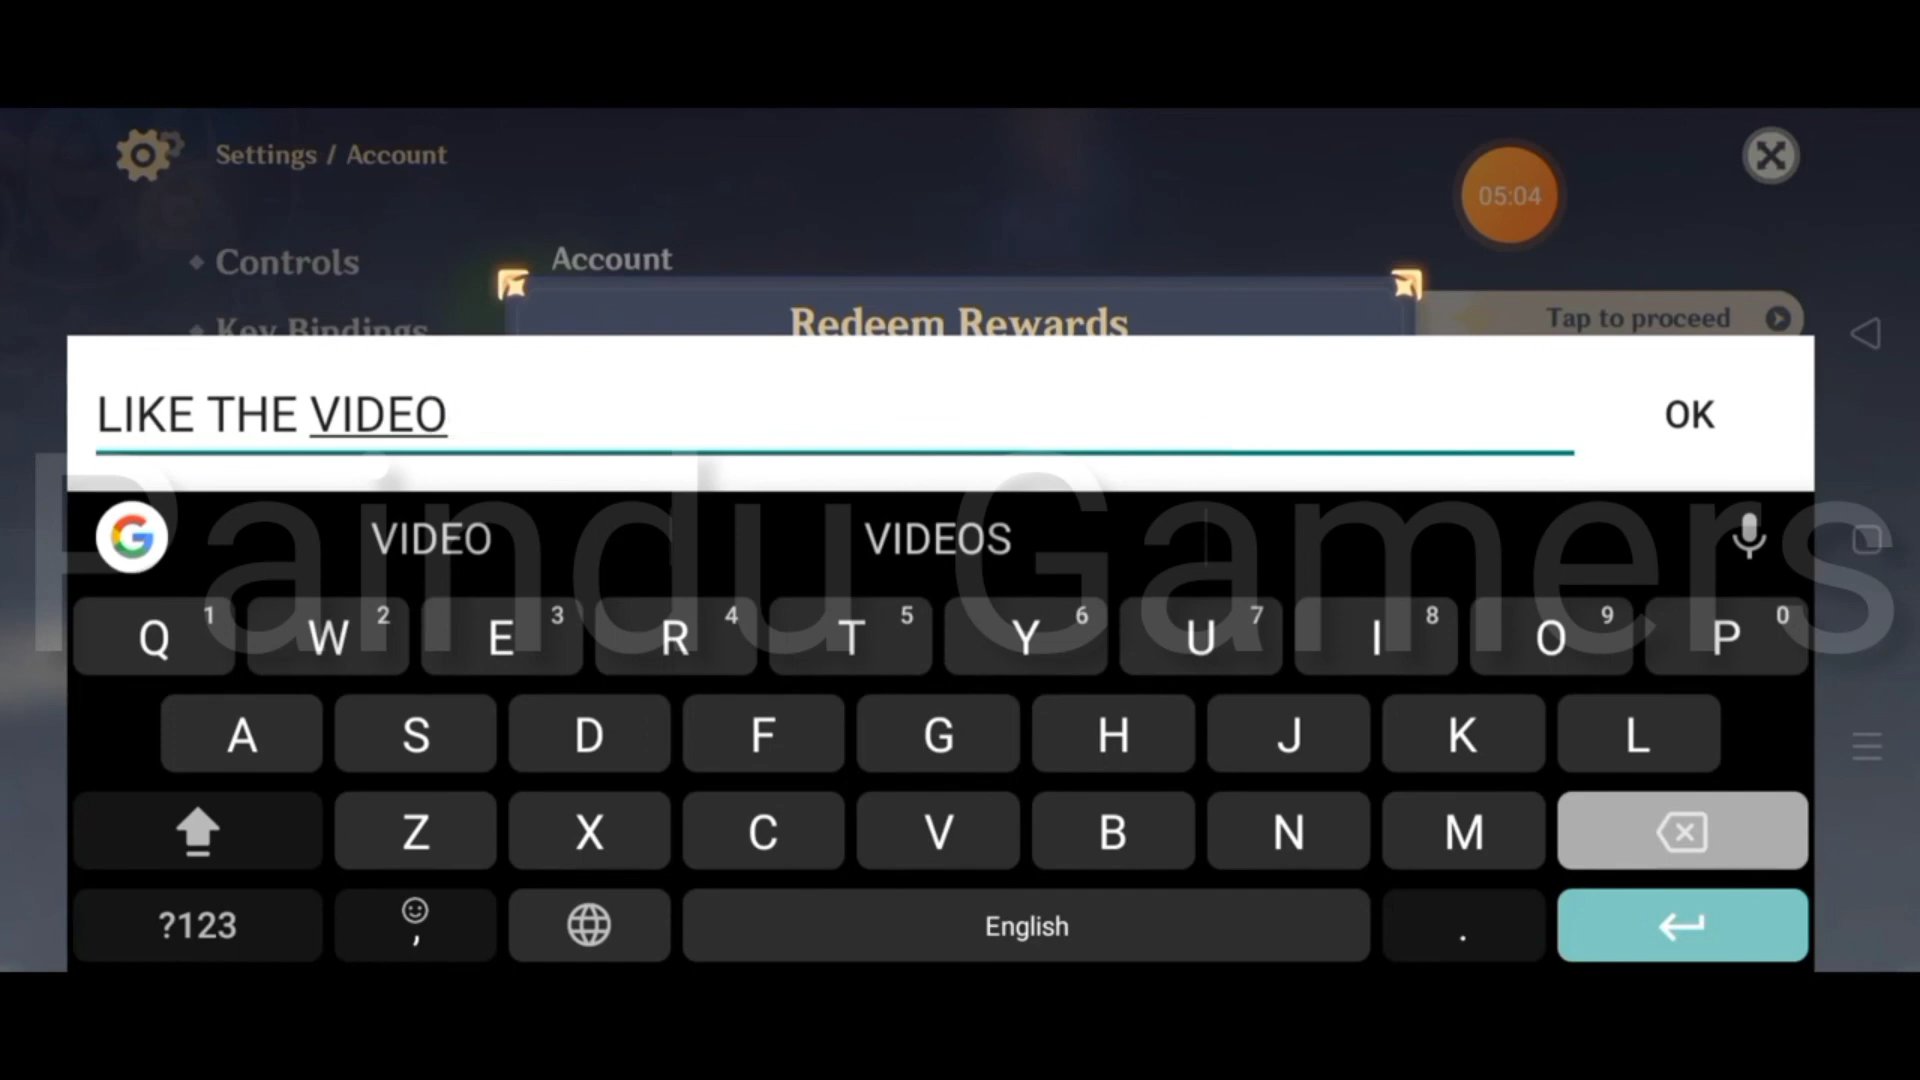 Settings / Account
05:04
Controls
Account
Key Bindings
Redeem Rewards
Tap to proceed
LIKE THE VIDEO
OK
Paindu Gamers
G
VIDEO
VIDEOS
Q 1 W 2 E 3 R 4 T 5 Y 6 U 7 I 8 O 9 P 0
A S D F G H J K L
Z X C V B N M
?123
,
English
.